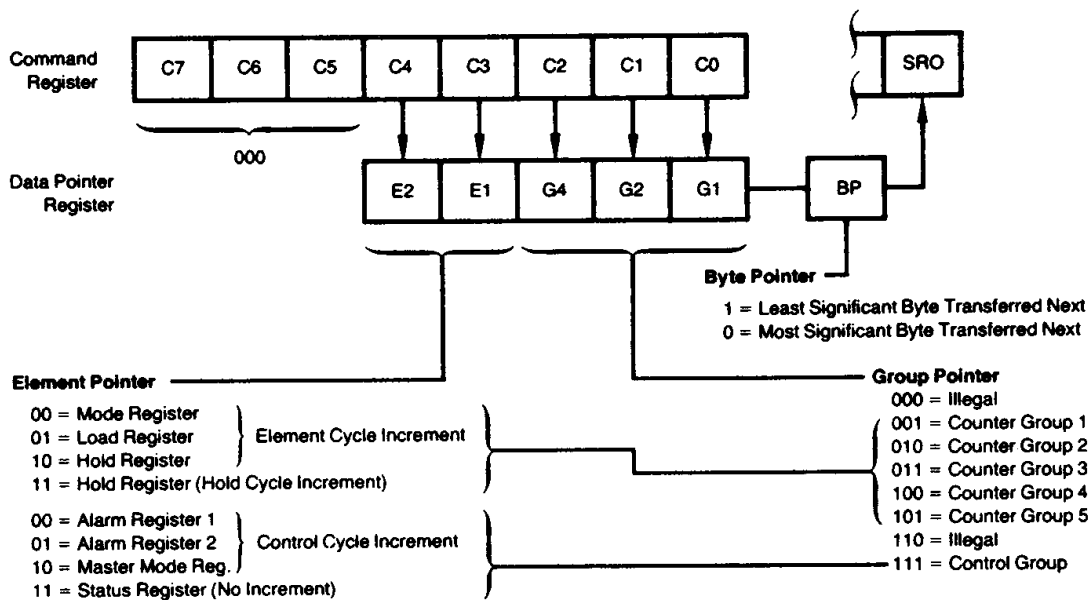 Command
Register
C7 C6 C5 C4 C3 C2 C1 C0
SRO
000
Data Pointer
Register
E2 E1 G4 G2 G1
BP
Byte Pointer
1 = Least Significant Byte Transferred Next
0 = Most Significant Byte Transferred Next
Element Pointer
00 = Mode Register
01 = Load Register
10 = Hold Register
11 = Hold Register (Hold Cycle Increment)
Element Cycle Increment
00 = Alarm Register 1
01 = Alarm Register 2
10 = Master Mode Reg.
11 = Status Register (No Increment)
Control Cycle Increment
Group Pointer
000 = Illegal
001 = Counter Group 1
010 = Counter Group 2
011 = Counter Group 3
100 = Counter Group 4
101 = Counter Group 5
110 = Illegal
111 = Control Group